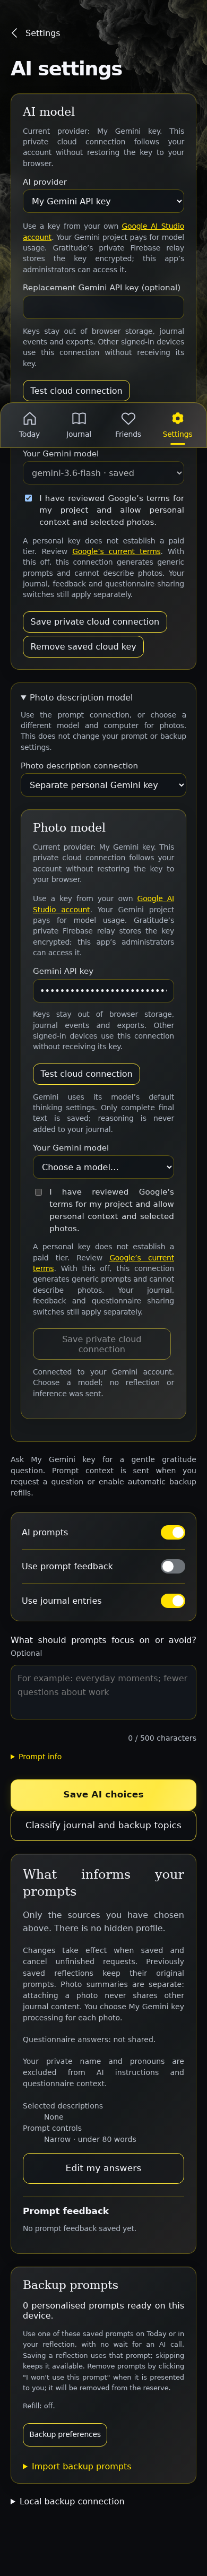 Settings
AI settings
AI model
Current provider: My Gemini key. This
private cloud connection follows your
account without restoring the key to your
browser.
AI provider
My Gemini API key
Use a key from your own Google AI Studio
account. Your Gemini project pays for model
usage. Gratitude's private Firebase relay
stores the key encrypted; this app's
administrators can access it.
Replacement Gemini API key (optional)
Keys stay out of browser storage, journal
events and exports. Other signed-in devices
use this connection without receiving its
key.
Test cloud connection
Today
Journal
Friends
Settings
Your Gemini model
gemini-3.6-flash · saved
I have reviewed Google's terms for
my project and allow personal
context and selected photos.
A personal key does not establish a paid
tier. Review Google's current terms. With
this off, this connection generates generic
prompts and cannot describe photos. Your
journal, feedback and questionnaire sharing
switches still apply separately.
Save private cloud connection
Remove saved cloud key
▼ Photo description model
Use the prompt connection, or choose a
different model and computer for photos.
This does not change your prompt or backup
settings.
Photo description connection
Separate personal Gemini key
Photo model
Current provider: My Gemini key. This
private cloud connection follows your
account without restoring the key to
your browser.
Use a key from your own Google AI
Studio account. Your Gemini project
pays for model usage. Gratitude's
private Firebase relay stores the key
encrypted; this app's administrators
can access it.
Gemini API key
••••••••••••••••••••••••••••
Keys stay out of browser storage,
journal events and exports. Other
signed-in devices use this connection
without receiving its key.
Test cloud connection
Gemini uses its model's default
thinking settings. Only complete final
text is saved; reasoning is never
added to your journal.
Your Gemini model
Choose a model...
I have reviewed Google's
terms for my project and allow
personal context and selected
photos.
A personal key does not establish a
paid tier. Review Google's current
terms. With this off, this connection
generates generic prompts and cannot
describe photos. Your journal,
feedback and questionnaire sharing
switches still apply separately.
Save private cloud
connection
Connected to your Gemini account.
Choose a model; no reflection or
inference was sent.
Ask My Gemini key for a gentle gratitude
question. Prompt context is sent when you
request a question or enable automatic backup
refills.
AI prompts
Use prompt feedback
Use journal entries
What should prompts focus on or avoid?
Optional
For example: everyday moments; fewer
questions about work
0 / 500 characters
▶ Prompt info
Save AI choices
Classify journal and backup topics
What informs your
prompts
Only the sources you have chosen
above. There is no hidden profile.
Changes take effect when saved and
cancel unfinished requests. Previously
saved reflections keep their original
prompts. Photo summaries are separate:
attaching a photo never shares other
journal content. You choose My Gemini key
processing for each photo.
Questionnaire answers: not shared.
Your private name and pronouns are
excluded from AI instructions and
questionnaire context.
Selected descriptions
None
Prompt controls
Narrow · under 80 words
Edit my answers
Prompt feedback
No prompt feedback saved yet.
Backup prompts
0 personalised prompts ready on this
device.
Use one of these saved prompts on Today or in
your reflection, with no wait for an AI call.
Saving a reflection uses that prompt; skipping
keeps it available. Remove prompts by clicking
"I won't use this prompt" when it is presented
to you; it will be removed from the reserve.
Refill: off.
Backup preferences
▶ Import backup prompts
▶ Local backup connection